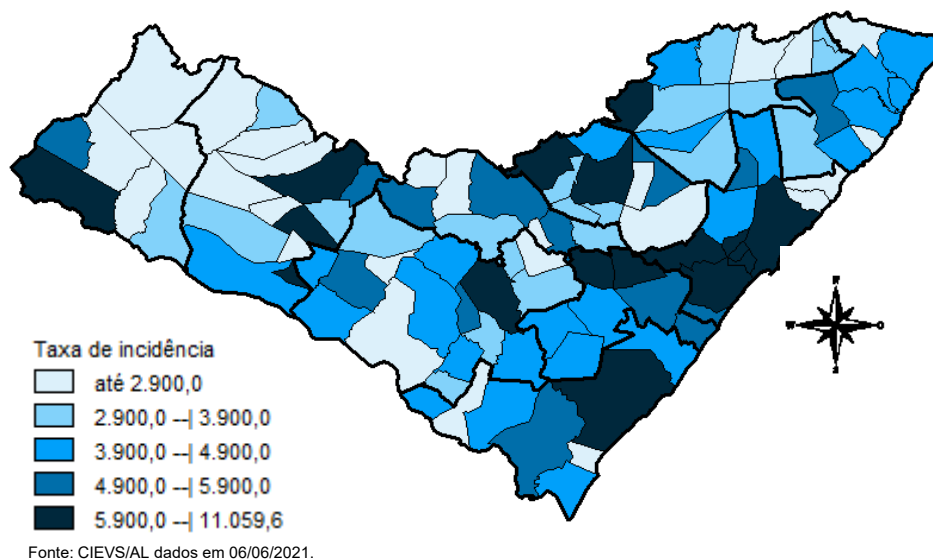 Taxa de incidência
até 2.900,0
2.900,0 --| 3.900,0
3.900,0 --| 4.900,0
4.900,0 --| 5.900,0
5.900,0 --| 11.059,6
Fonte: CIEVS/AL dados em 06/06/2021.